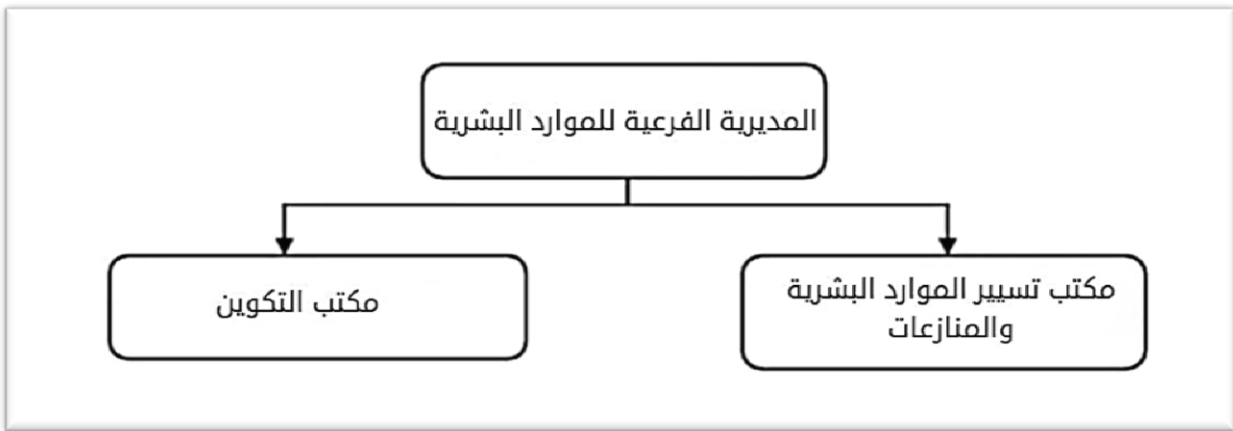 المديرية الفرعية للموارد البشرية
مكتب تسيير الموارد البشرية
والمنازعات
مكتب التكوين